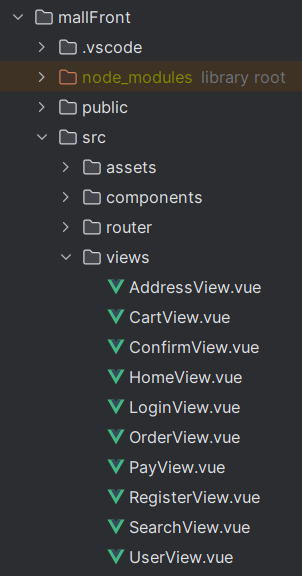 mallFront
.vscode
node_modules library root
public
src
assets
components
router
views
AddressView.vue
CartView.vue
ConfirmView.vue
HomeView.vue
LoginView.vue
OrderView.vue
PayView.vue
RegisterView.vue
SearchView.vue
UserView.vue